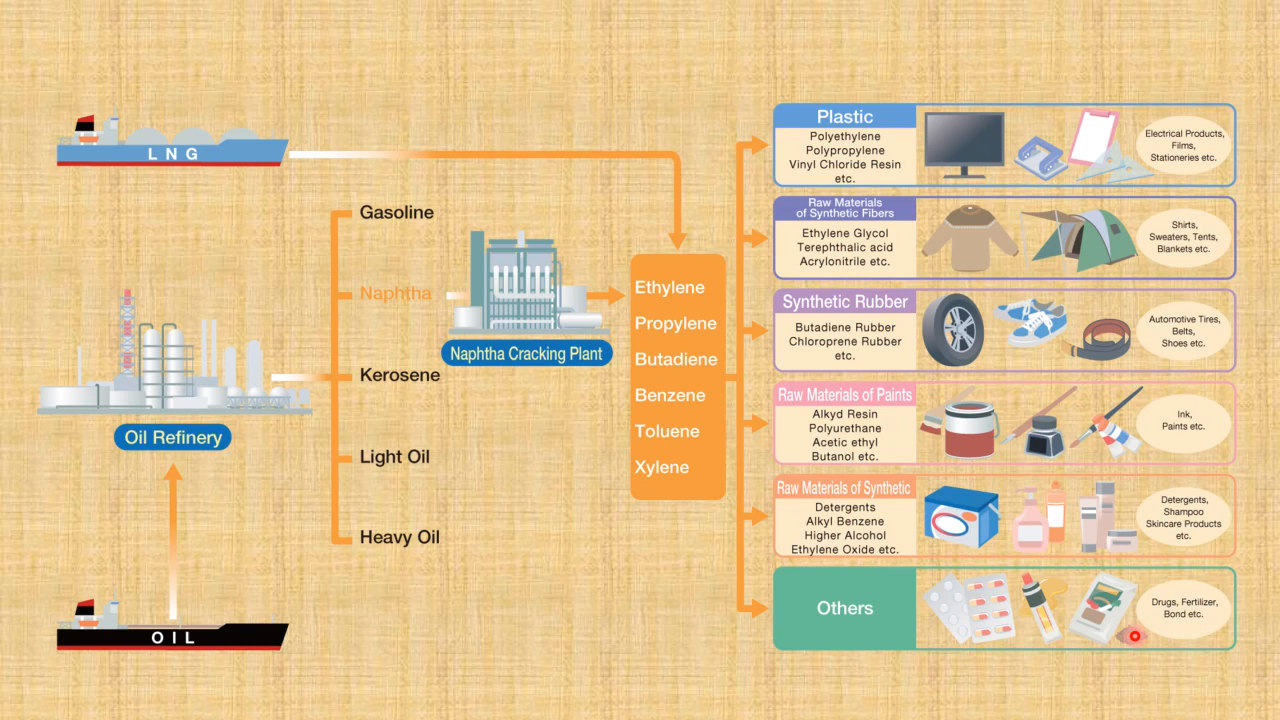 LNG
Gasoline
Naphtha
Kerosene
Light Oil
Heavy Oil
Oil Refinery
OIL
Naphtha Cracking Plant
Ethylene
Propylene
Butadiene
Benzene
Toluene
Xylene
Plastic
Polyethylene
Polypropylene
Vinyl Chloride Resin
etc.
Electrical Products,
Films,
Stationeries etc.
Raw Materials
of Synthetic Fibers
Ethylene Glycol
Terephthalic acid
Acrylonitrile etc.
Shirts,
Sweaters, Tents,
Blankets etc.
Synthetic Rubber
Butadiene Rubber
Chloroprene Rubber
etc.
Automotive Tires,
Belts,
Shoes etc.
Raw Materials of Paints
Alkyd Resin
Polyurethane
Acetic ethyl
Butanol etc.
Ink,
Paints etc.
Raw Materials of Synthetic
Detergents
Alkyl Benzene
Higher Alcohol
Ethylene Oxide etc.
Detergents,
Shampoo
Skincare Products
etc.
Others
Drugs, Fertilizer,
Bond etc.